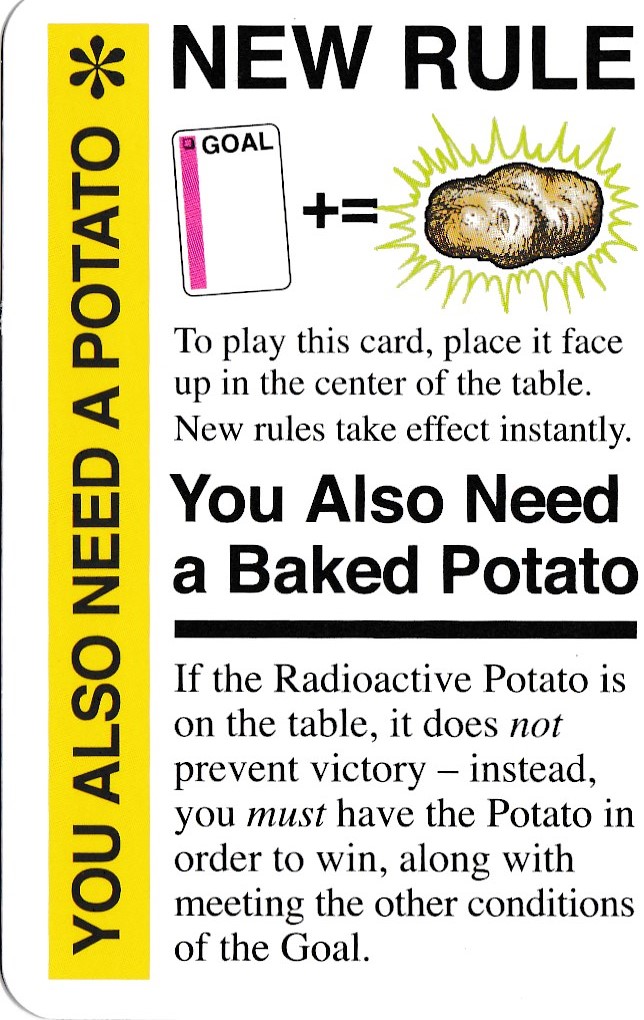 YOU ALSO NEED A POTATO *
NEW RULE
GOAL
+=
To play this card, place it face
up in the center of the table.
New rules take effect instantly.
You Also Need
a Baked Potato
If the Radioactive Potato is
on the table, it does not
prevent victory – instead,
you must have the Potato in
order to win, along with
meeting the other conditions
of the Goal.